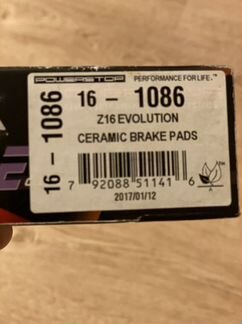 POWERSTOP PERFORMANCE FOR LIFE.™
16 - 1086
16 - 1086
Z16 EVOLUTION
CERAMIC BRAKE PADS
7 92088 51141 6
A
2017/01/12